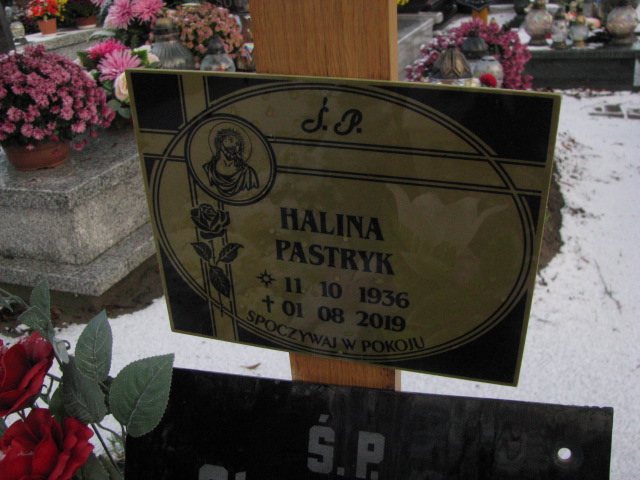 Ś.P.
HALINA
PASTRYK
11 10 1936
01 08 2019
SPOCZYWAJ W POKOJU
Ś.P.